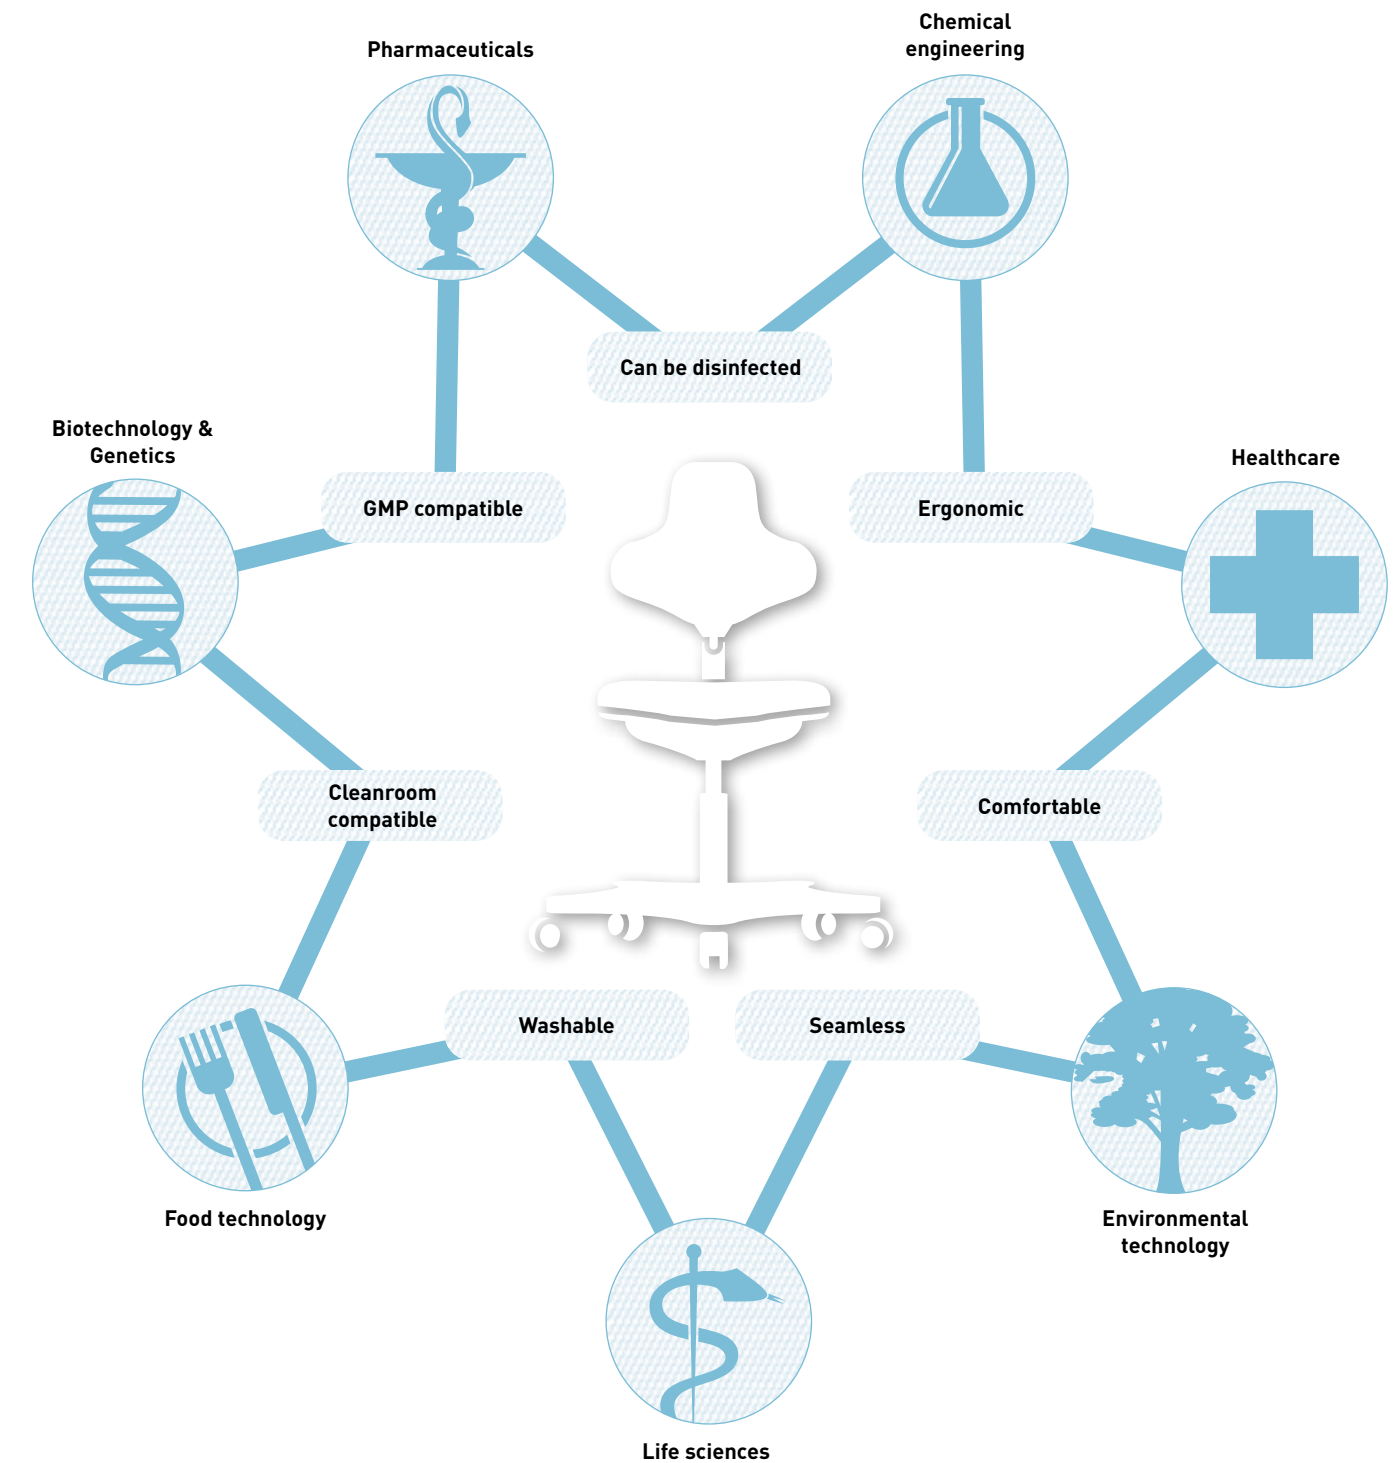 Chemical
engineering
Pharmaceuticals
Can be disinfected
Biotechnology &
Genetics
Healthcare
GMP compatible
Ergonomic
Cleanroom
compatible
Comfortable
Washable
Seamless
Food technology
Environmental
technology
Life sciences